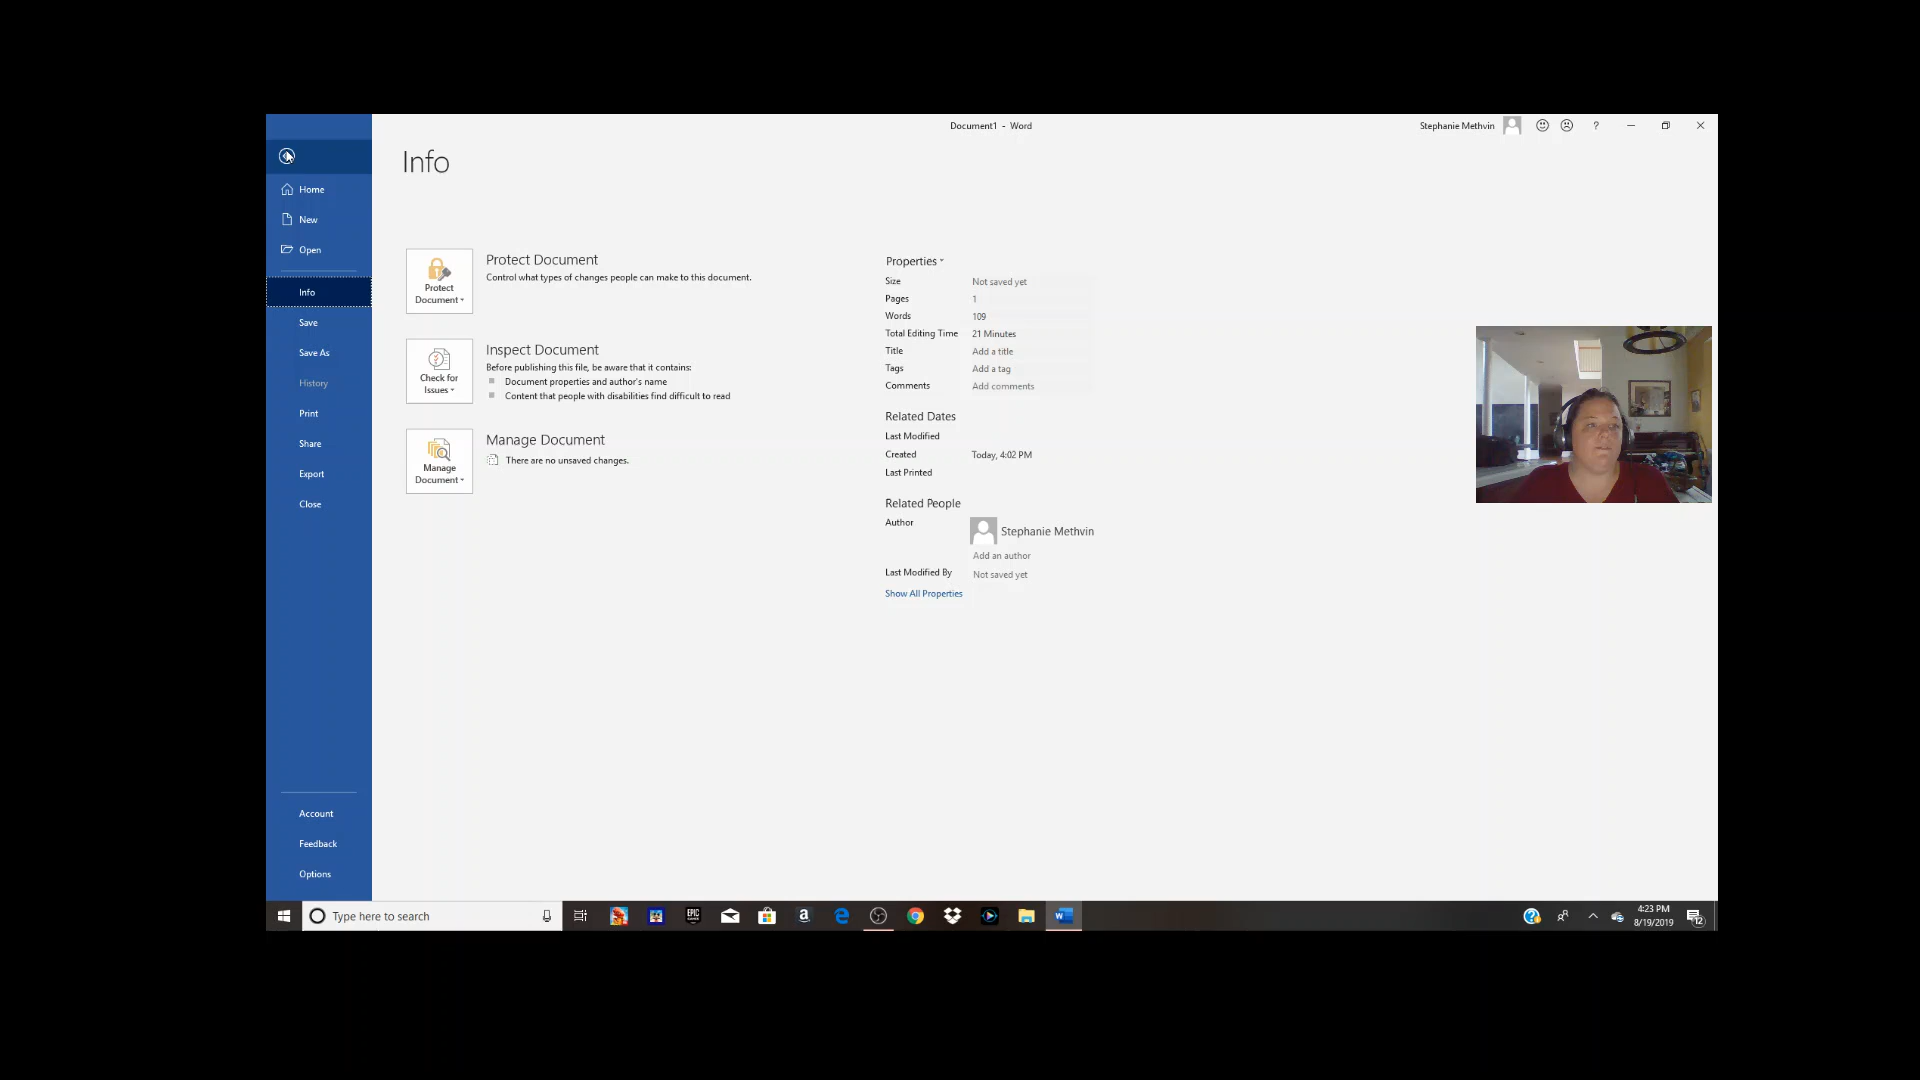 Document1 - Word
Stephanie Methvin
?
Info
Home
New
Open
Info
Save
Save As
History
Print
Share
Export
Close
Account
Feedback
Options
Protect Document
Protect Document
Control what types of changes people can make to this document.
Check for Issues
Inspect Document
Before publishing this file, be aware that it contains:
Document properties and author's name
Content that people with disabilities find difficult to read
Manage Document
Manage Document
There are no unsaved changes.
Properties
Size Not saved yet
Pages 1
Words 109
Total Editing Time 21 Minutes
Title Add a title
Tags Add a tag
Comments Add comments
Related Dates
Last Modified
Created Today, 4:02 PM
Last Printed
Related People
Author Stephanie Methvin
Add an author
Last Modified By Not saved yet
Show All Properties
Type here to search
EPIC
a
W
4:23 PM
8/19/2019
12